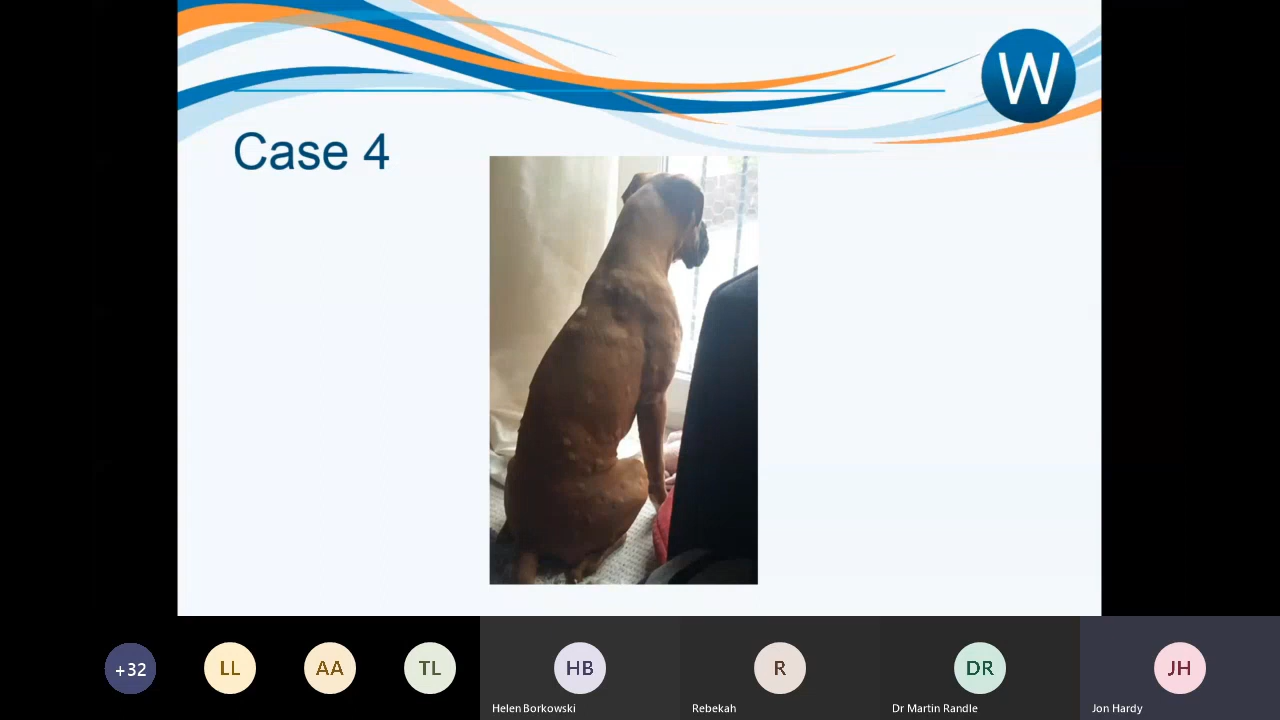 W
Case 4
+32
LL
AA
TL
HB
R
DR
JH
Helen Borkowski
Rebekah
Dr Martin Randle
Jon Hardy